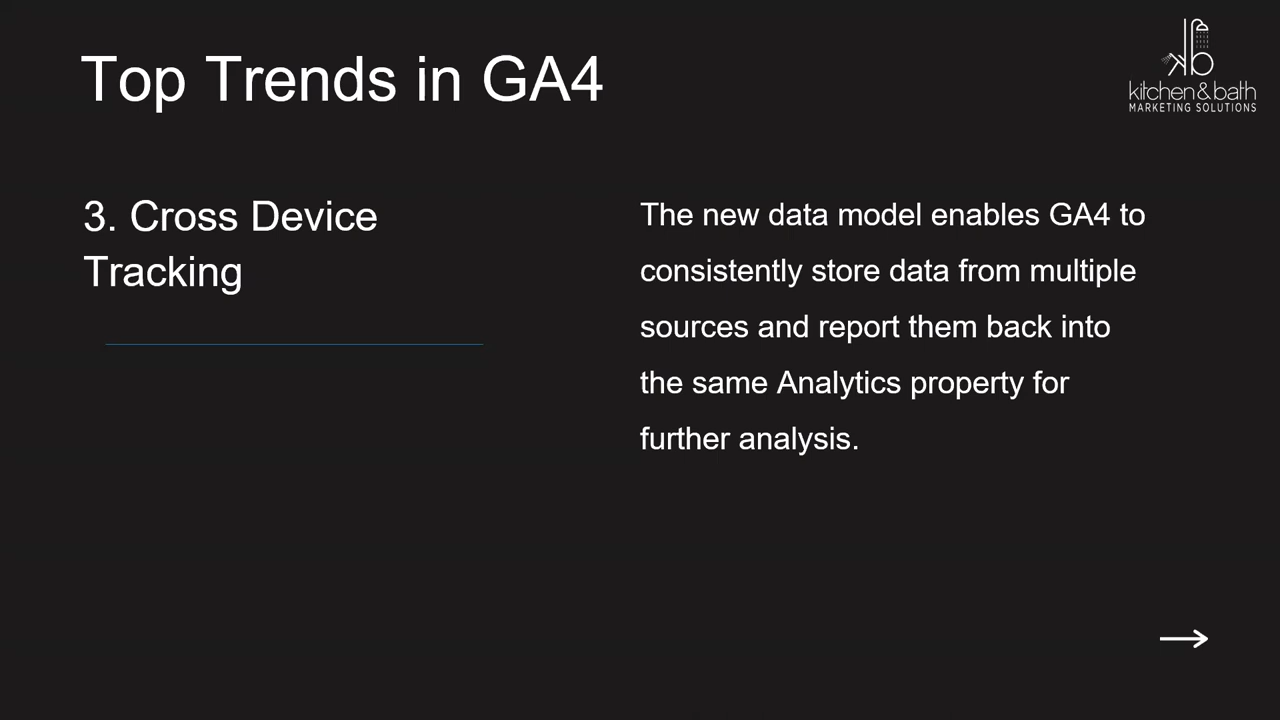 Top Trends in GA4
kitchen&bath
MARKETING SOLUTIONS
3. Cross Device
Tracking
The new data model enables GA4 to
consistently store data from multiple
sources and report them back into
the same Analytics property for
further analysis.